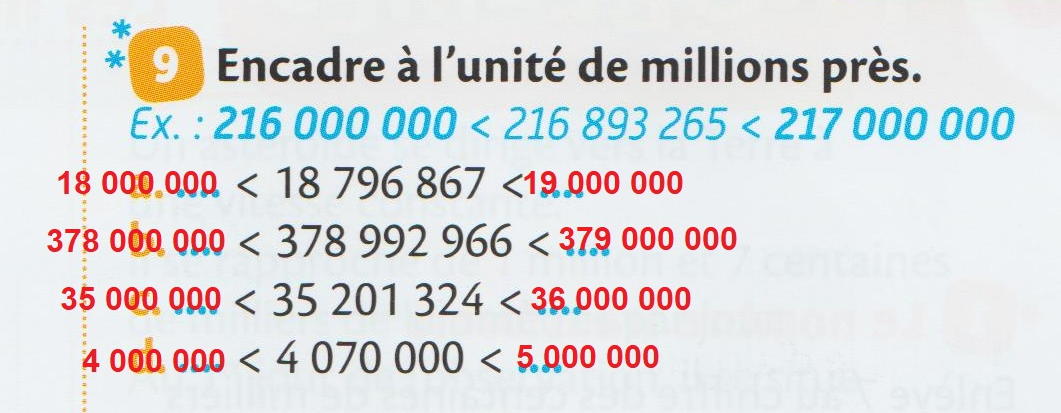 ** 9 Encadre à l'unité de millions près.
Ex. : 216 000 000 < 216 893 265 < 217 000 000
a. 18 000 000 ... < 18 796 867 < 19 000 000 ...
b. 378 000 000 ... < 378 992 966 < 379 000 000 ...
c. 35 000 000 ... < 35 201 324 < 36 000 000 ...
d. 4 000 000 ... < 4 070 000 < 5 000 000 ...